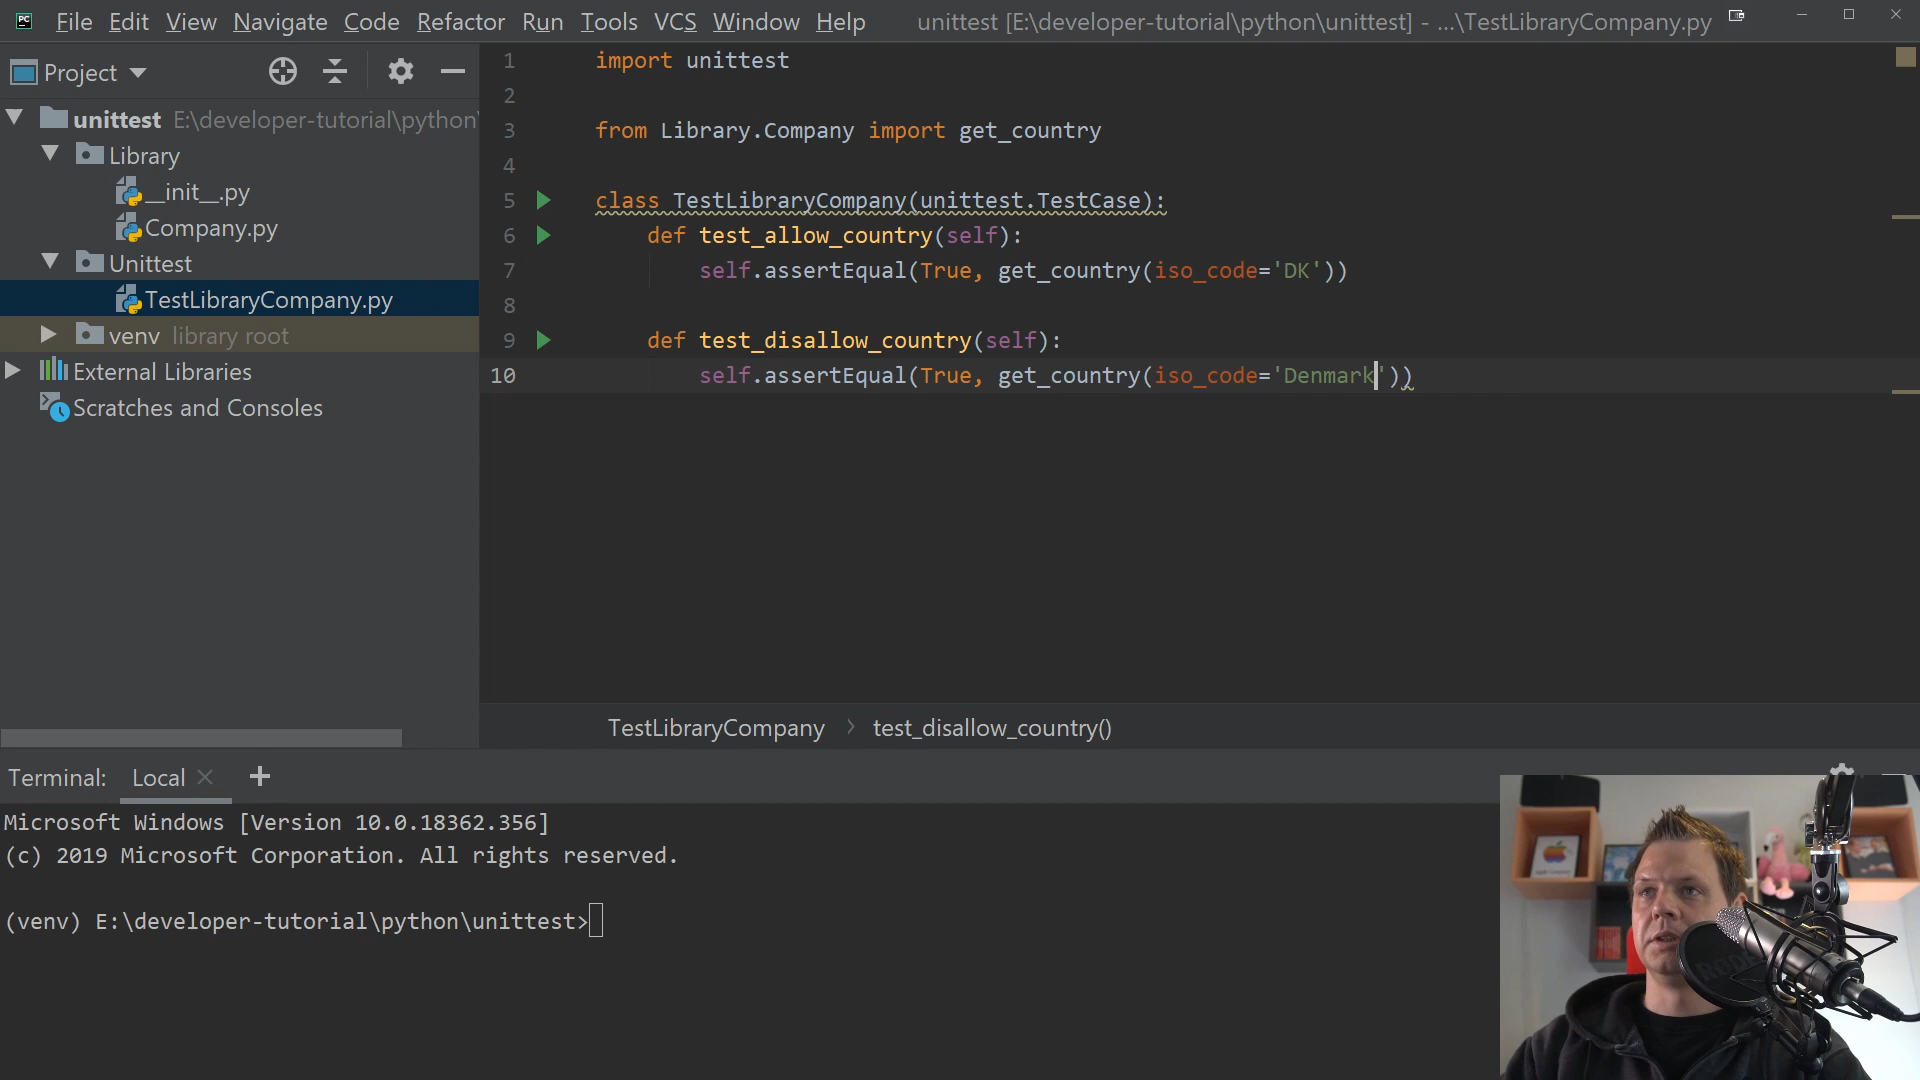 File Edit View Navigate Code Refactor Run Tools VCS Window Help unittest [E:\developer-tutorial\python\unittest] - ...\TestLibraryCompany.py
Project
unittest E:\developer-tutorial\python\
Library
__init__.py
Company.py
Unittest
TestLibraryCompany.py
venv library root
External Libraries
Scratches and Consoles
1 import unittest
2
3 from Library.Company import get_country
4
5 class TestLibraryCompany(unittest.TestCase):
6 def test_allow_country(self):
7 self.assertEqual(True, get_country(iso_code='DK'))
8
9 def test_disallow_country(self):
10 self.assertEqual(True, get_country(iso_code='Denmark'))
TestLibraryCompany > test_disallow_country()
Terminal: Local
Microsoft Windows [Version 10.0.18362.356]
(c) 2019 Microsoft Corporation. All rights reserved.
(venv) E:\developer-tutorial\python\unittest>